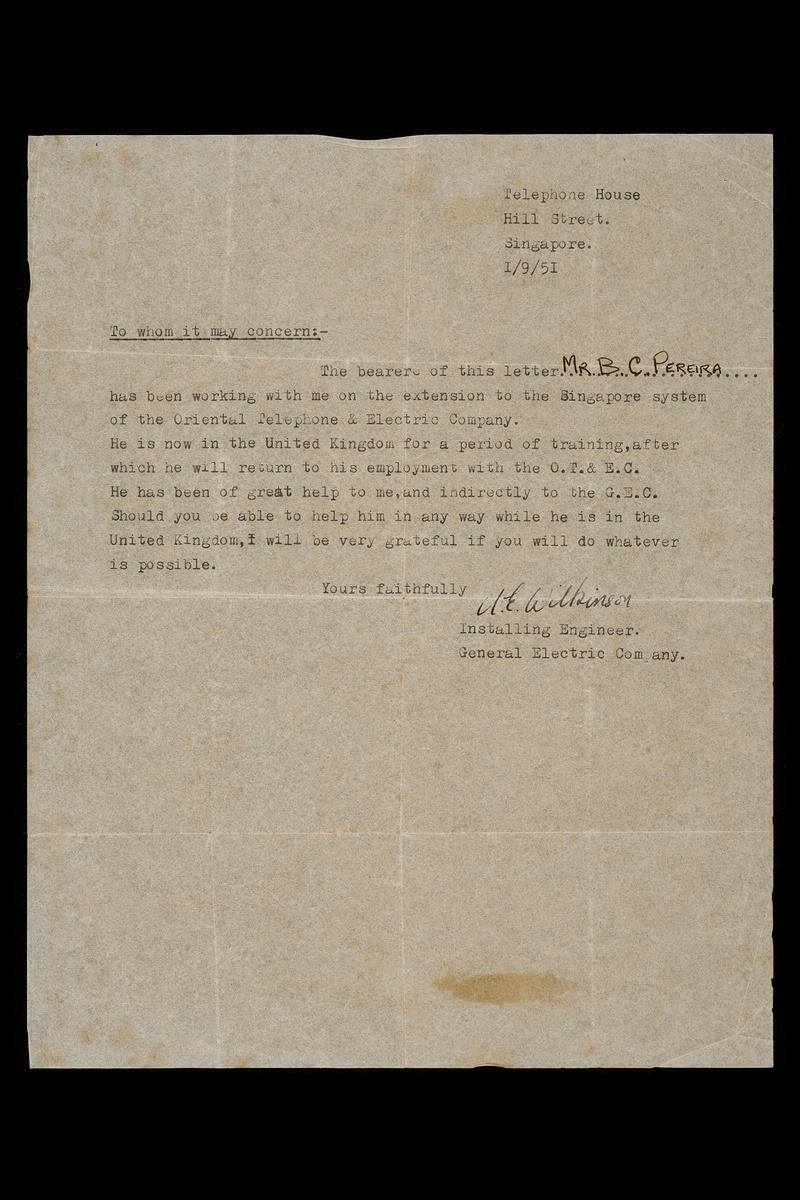 Telephone House
Hill Street.
Singapore.
I/9/5I
To whom it may concern:-
The bearere of this letter.MR. B. C. PEREIRA....
has been working with me on the extension to the Singapore system
of the Oriental Telephone & Electric Company.
He is now in the United Kingdom for a period of training,after
which he will return to his employment with the O.T.& E.C.
He has been of great help to me,and indirectly to the G.E.C.
Should you be able to help him in any way while he is in the
United Kingdom,I will be very grateful if you will do whatever
is possible.
Yours faithfully
Wilkinson
Installing Engineer.
General Electric Company.